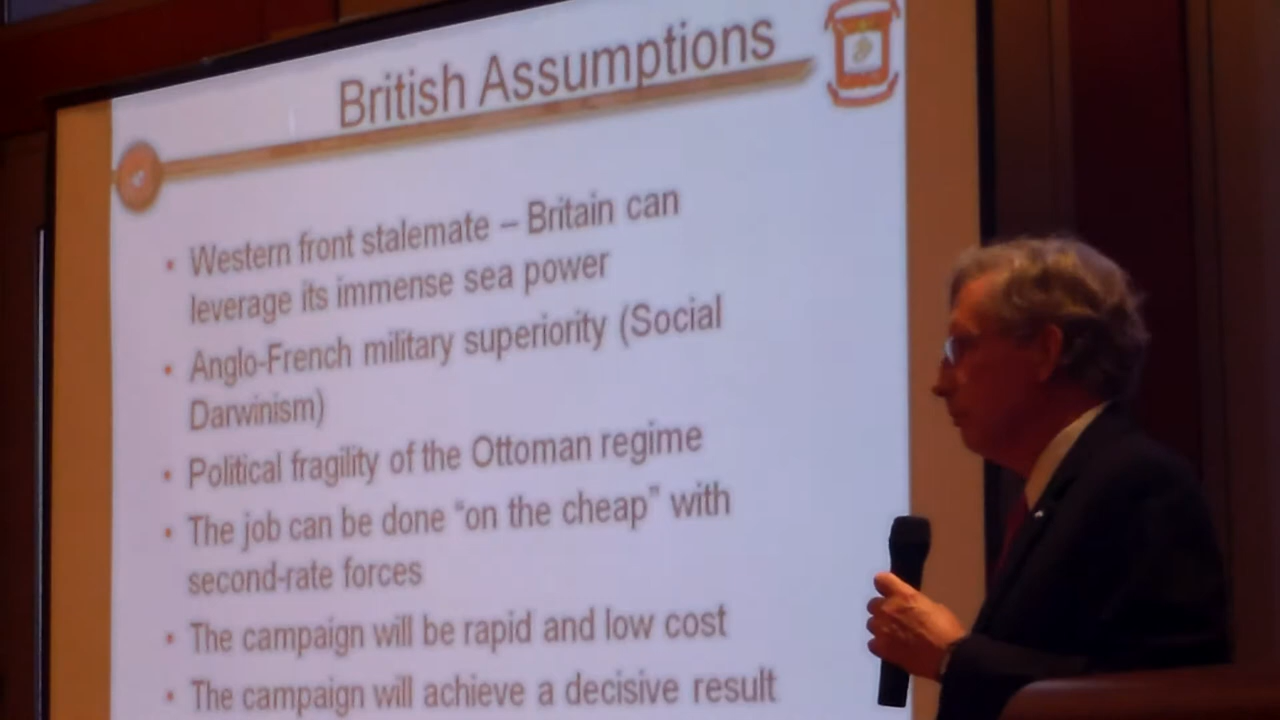 British Assumptions
• Western front stalemate – Britain can
leverage its immense sea power
• Anglo-French military superiority (Social
Darwinism)
• Political fragility of the Ottoman regime
• The job can be done “on the cheap” with
second-rate forces
• The campaign will be rapid and low cost
• The campaign will achieve a decisive result